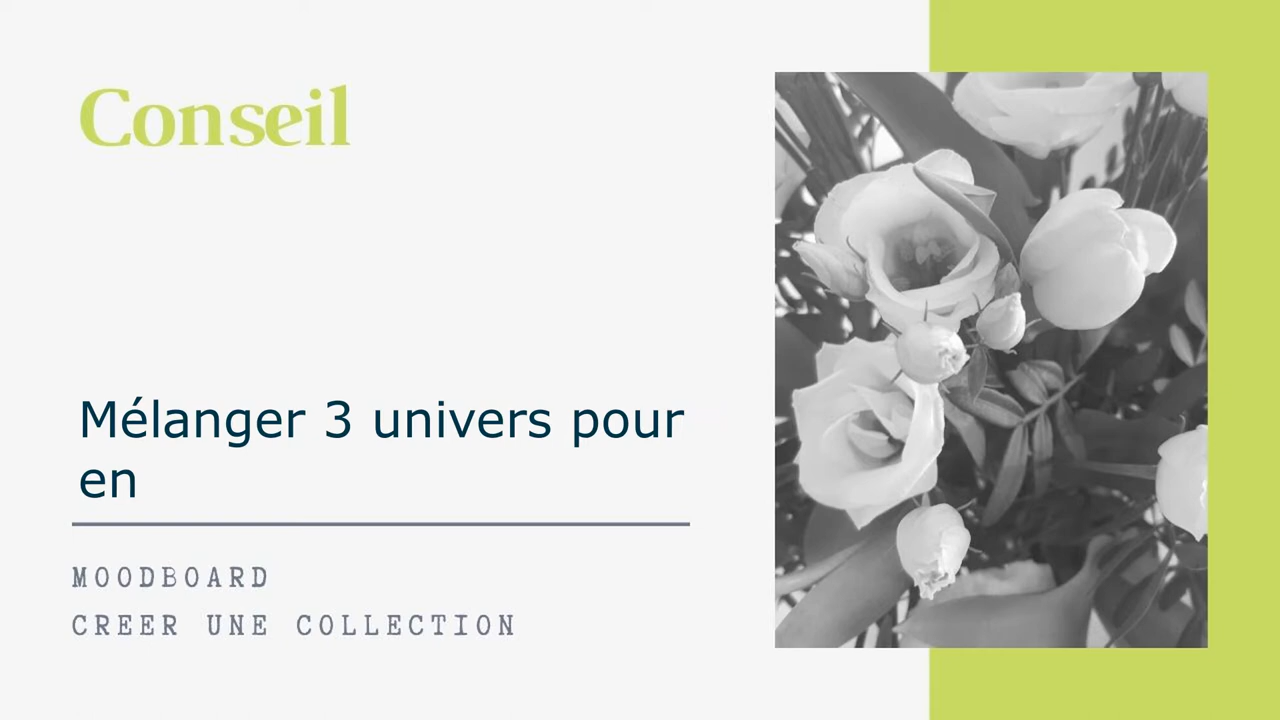 Conseil
Mélanger 3 univers pour
en
MOODBOARD
CREER UNE COLLECTION